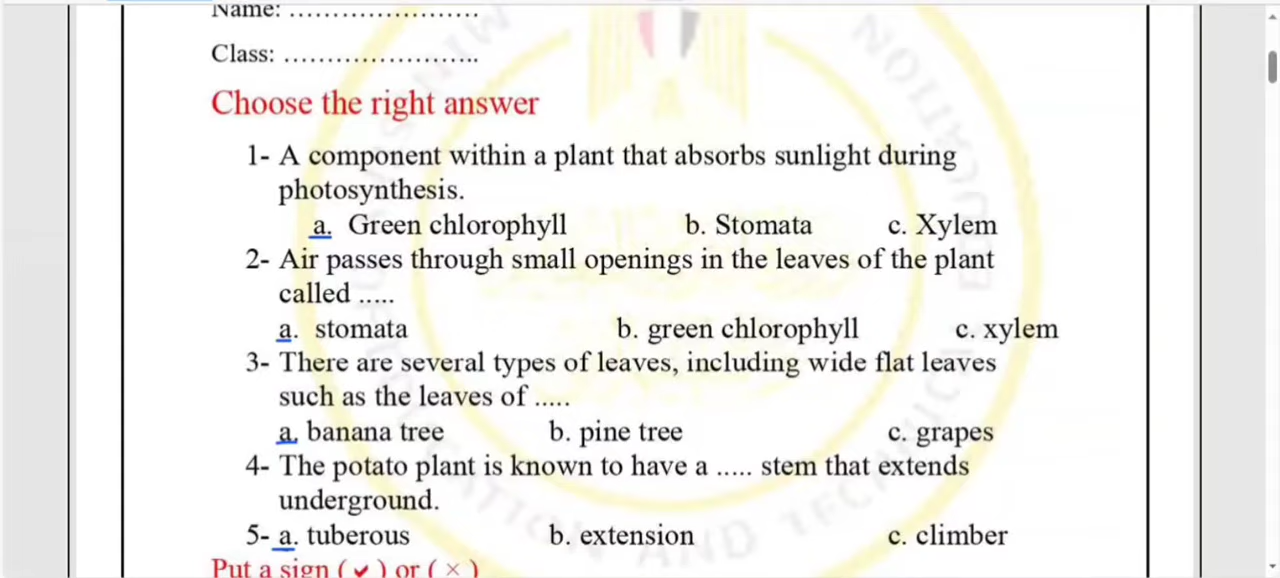 Name: ........................
Class: ........................
Choose the right answer
1- A component within a plant that absorbs sunlight during
photosynthesis.
a. Green chlorophyll b. Stomata c. Xylem
2- Air passes through small openings in the leaves of the plant
called .....
a. stomata b. green chlorophyll c. xylem
3- There are several types of leaves, including wide flat leaves
such as the leaves of .....
a. banana tree b. pine tree c. grapes
4- The potato plant is known to have a ..... stem that extends
underground.
5- a. tuberous b. extension c. climber
Put a sign ( ✔ ) or ( × )